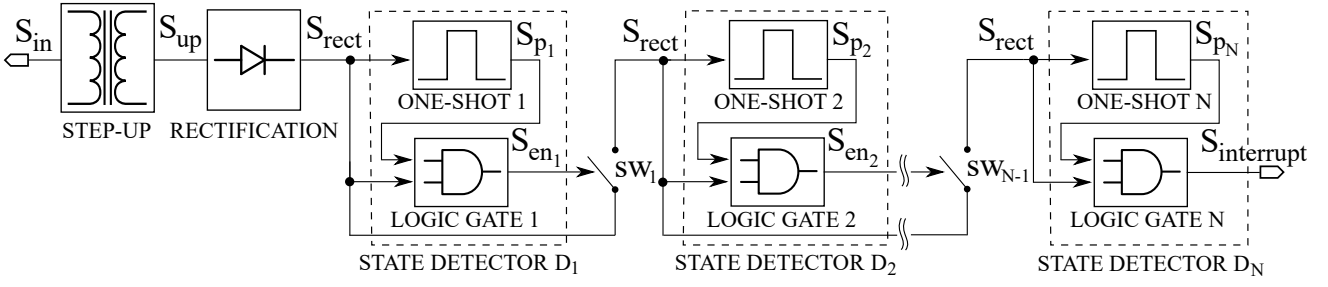 S_in
S_up
S_rect
STEP-UP
RECTIFICATION
S_p1
ONE-SHOT 1
S_en1
LOGIC GATE 1
STATE DETECTOR D_1
sw_1
S_rect
S_p2
ONE-SHOT 2
S_en2
LOGIC GATE 2
STATE DETECTOR D_2
sw_N-1
S_rect
S_pN
ONE-SHOT N
S_interrupt
LOGIC GATE N
STATE DETECTOR D_N